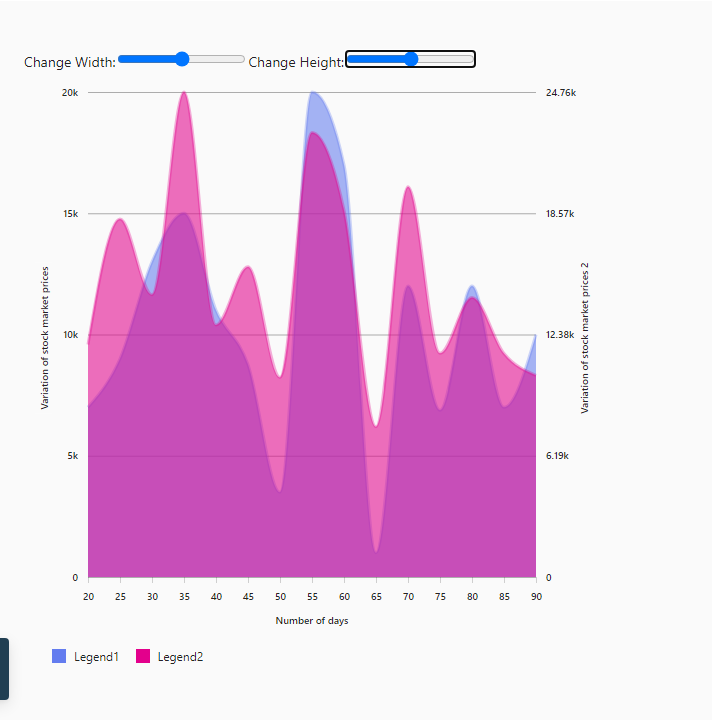 Change Width: Change Height:
20k 24.76k
15k 18.57k
Variation of stock market prices
Variation of stock market prices 2
10k 12.38k
5k 6.19k
0 0
20 25 30 35 40 45 50 55 60 65 70 75 80 85 90
Number of days
Legend1 Legend2